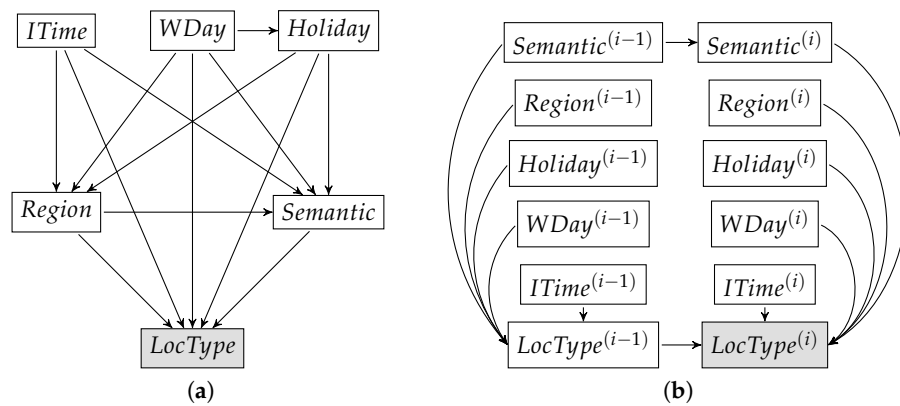 ITime WDay Holiday
Region Semantic
LocType
(a)
Semantic^(i−1) Semantic^(i)
Region^(i−1) Region^(i)
Holiday^(i−1) Holiday^(i)
WDay^(i−1) WDay^(i)
ITime^(i−1) ITime^(i)
LocType^(i−1) LocType^(i)
(b)